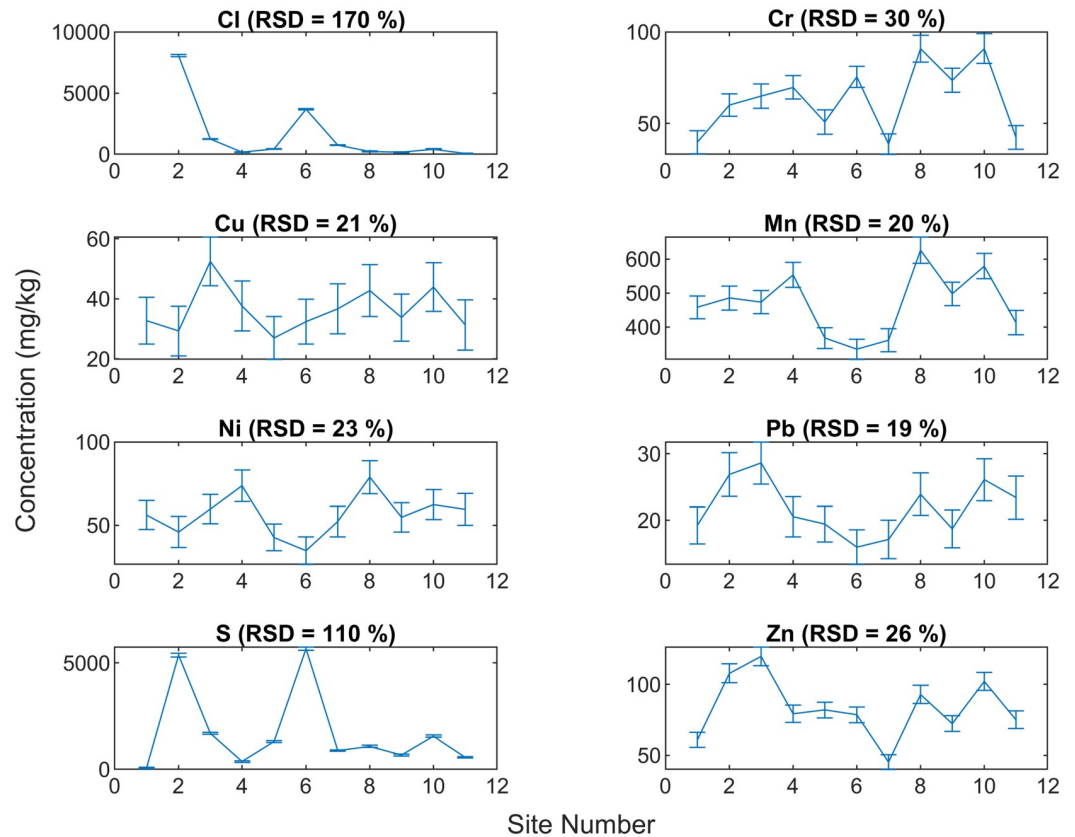 Cl (RSD = 170 %)
10000
5000
0
0 2 4 6 8 10 12
Cr (RSD = 30 %)
100
50
0 2 4 6 8 10 12
Cu (RSD = 21 %)
60
40
20
0 2 4 6 8 10 12
Mn (RSD = 20 %)
600
500
400
0 2 4 6 8 10 12
Ni (RSD = 23 %)
100
50
0 2 4 6 8 10 12
Pb (RSD = 19 %)
30
20
0 2 4 6 8 10 12
S (RSD = 110 %)
5000
0
0 2 4 6 8 10 12
Zn (RSD = 26 %)
100
50
0 2 4 6 8 10 12
Concentration (mg/kg)
Site Number